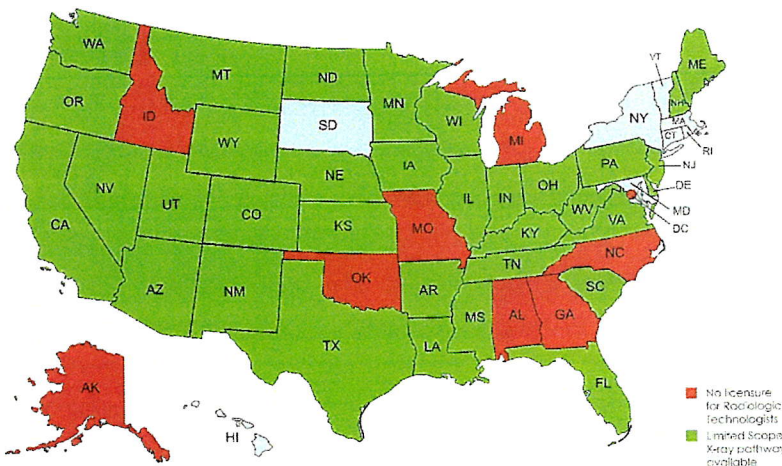 WA
MT
ND
MN
VT
ME
OR
ID
WY
SD
WI
MI
NY
NH
MA
CT
RI
NV
UT
CO
NE
IA
IL
IN
OH
PA
NJ
DE
MD
DC
CA
KS
MO
KY
WV
VA
AZ
NM
OK
AR
TN
NC
SC
TX
LA
MS
AL
GA
FL
AK
HI
No licensure
for Radiologic
Technologists
Limited Scope
X-ray pathway
available